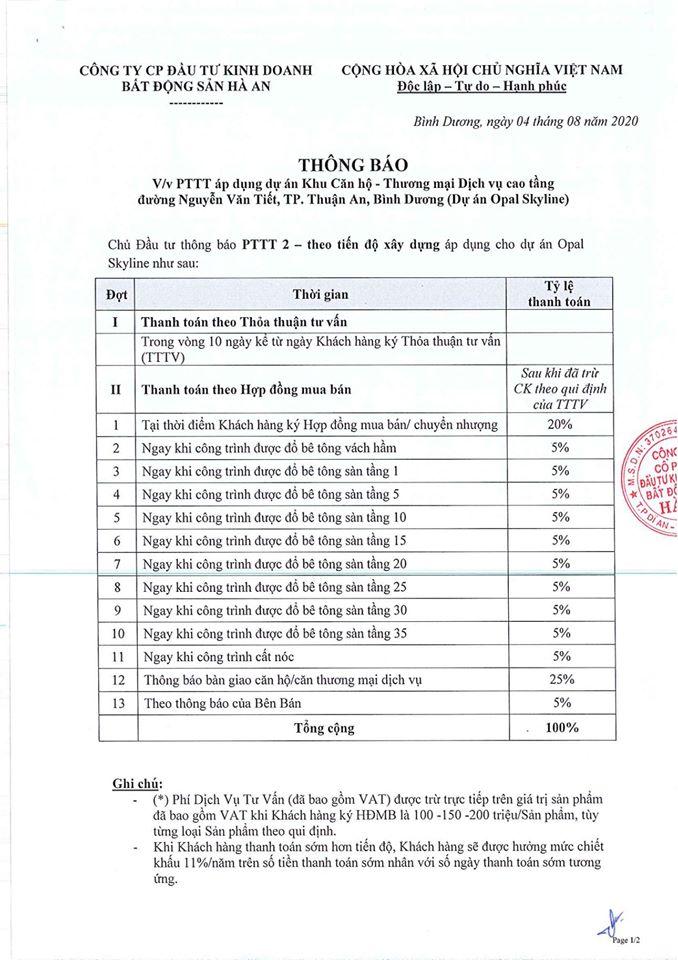 CÔNG TY CP ĐẦU TƯ KINH DOANH
BẤT ĐỘNG SẢN HÀ AN
------------
CỘNG HÒA XÃ HỘI CHỦ NGHĨA VIỆT NAM
Độc lập – Tự do – Hạnh phúc
Bình Dương, ngày 04 tháng 08 năm 2020
THÔNG BÁO
V/v PTTT áp dụng dự án Khu Căn hộ - Thương mại Dịch vụ cao tầng
đường Nguyễn Văn Tiết, TP. Thuận An, Bình Dương (Dự án Opal Skyline)
Chủ Đầu tư thông báo PTTT 2 – theo tiến độ xây dựng áp dụng cho dự án Opal
Skyline như sau:
Đợt Thời gian Tỷ lệ
thanh toán
I Thanh toán theo Thỏa thuận tư vấn
Trong vòng 10 ngày kể từ ngày Khách hàng ký Thỏa thuận tư vấn
(TTTV)
II Thanh toán theo Hợp đồng mua bán Sau khi đã trừ
CK theo qui định
của TTTV
1 Tại thời điểm Khách hàng ký Hợp đồng mua bán/ chuyển nhượng 20%
2 Ngay khi công trình được đổ bê tông vách hầm 5%
3 Ngay khi công trình được đổ bê tông sàn tầng 1 5%
4 Ngay khi công trình được đổ bê tông sàn tầng 5 5%
5 Ngay khi công trình được đổ bê tông sàn tầng 10 5%
6 Ngay khi công trình được đổ bê tông sàn tầng 15 5%
7 Ngay khi công trình được đổ bê tông sàn tầng 20 5%
8 Ngay khi công trình được đổ bê tông sàn tầng 25 5%
9 Ngay khi công trình được đổ bê tông sàn tầng 30 5%
10 Ngay khi công trình được đổ bê tông sàn tầng 35 5%
11 Ngay khi công trình cất nóc 5%
12 Thông báo bàn giao căn hộ/căn thương mại dịch vụ 25%
13 Theo thông báo của Bên Bán 5%
Tổng cộng 100%
M.S.D.N: 370264
CÔNG
CỔ P
ĐẦU TƯ K
BẤT ĐỘ
HÀ
T.P DĨ AN -
Ghi chú:
- (*) Phí Dịch Vụ Tư Vấn (đã bao gồm VAT) được trừ trực tiếp trên giá trị sản phẩm
đã bao gồm VAT khi Khách hàng ký HĐMB là 100 -150 -200 triệu/Sản phẩm, tùy
từng loại Sản phẩm theo qui định.
- Khi Khách hàng thanh toán sớm hơn tiến độ, Khách hàng sẽ được hưởng mức chiết
khấu 11%/năm trên số tiền thanh toán sớm nhân với số ngày thanh toán sớm tương
ứng.
Page 1/2